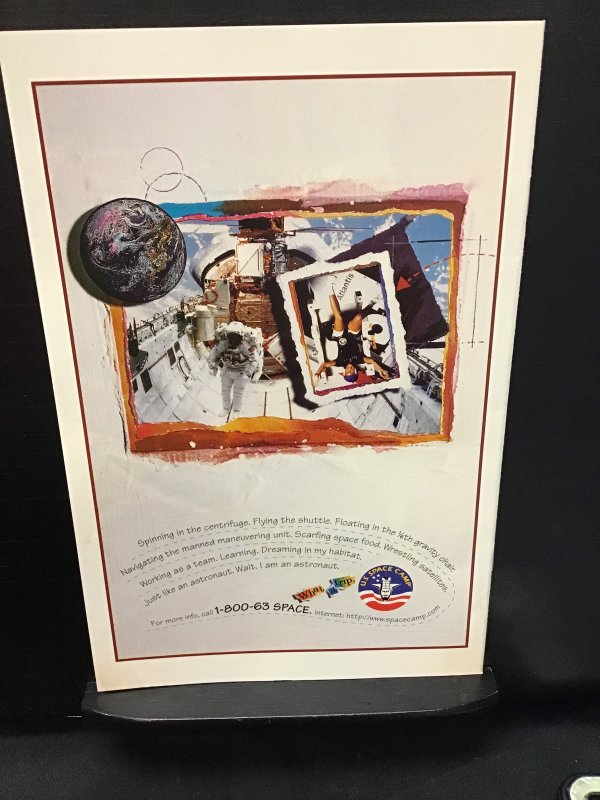 Atlantis
Spinning in the centrifuge. Flying the shuttle. Floating in the ⅙th gravity chair.
Navigating the manned maneuvering unit. Scarfing space food. Wrestling satellites.
Working as a team. Learning. Dreaming in my habitat.
Just like an astronaut. Wait. I am an astronaut.
What a trip.
U.S. SPACE CAMP
For more info, call 1-800-63 SPACE. Internet: http://www.spacecamp.com